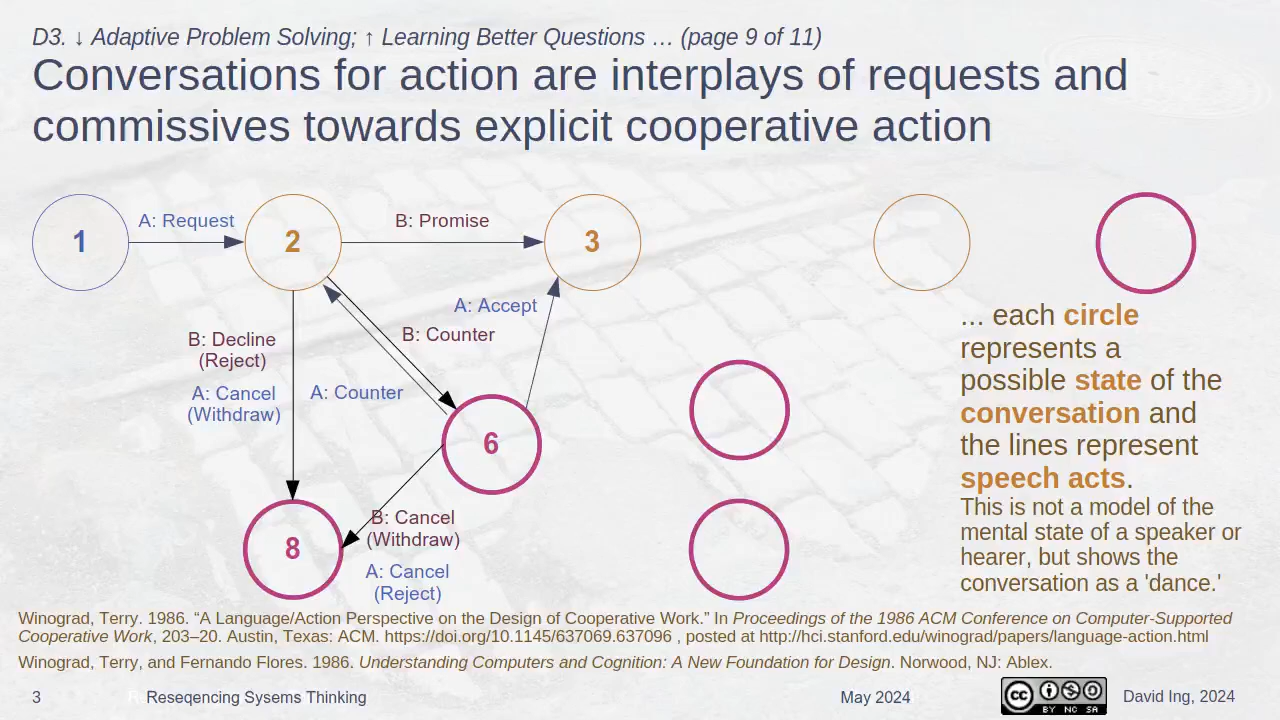 D3. ↓ Adaptive Problem Solving; ↑ Learning Better Questions … (page 9 of 11)
Conversations for action are interplays of requests and
commissives towards explicit cooperative action
1
A: Request
2
B: Promise
3
A: Accept
B: Counter
B: Decline
(Reject)
A: Cancel
(Withdraw)
A: Counter
6
8
B: Cancel
(Withdraw)
A: Cancel
(Reject)
... each circle
represents a
possible state of the
conversation and
the lines represent
speech acts.
This is not a model of the
mental state of a speaker or
hearer, but shows the
conversation as a 'dance.'
Winograd, Terry. 1986. “A Language/Action Perspective on the Design of Cooperative Work.” In Proceedings of the 1986 ACM Conference on Computer-Supported
Cooperative Work, 203–20. Austin, Texas: ACM. https://doi.org/10.1145/637069.637096 , posted at http://hci.stanford.edu/winograd/papers/language-action.html
Winograd, Terry, and Fernando Flores. 1986. Understanding Computers and Cognition: A New Foundation for Design. Norwood, NJ: Ablex.
3
Reseqencing Sysems Thinking
May 2024
cc
BY NC SA
David Ing, 2024